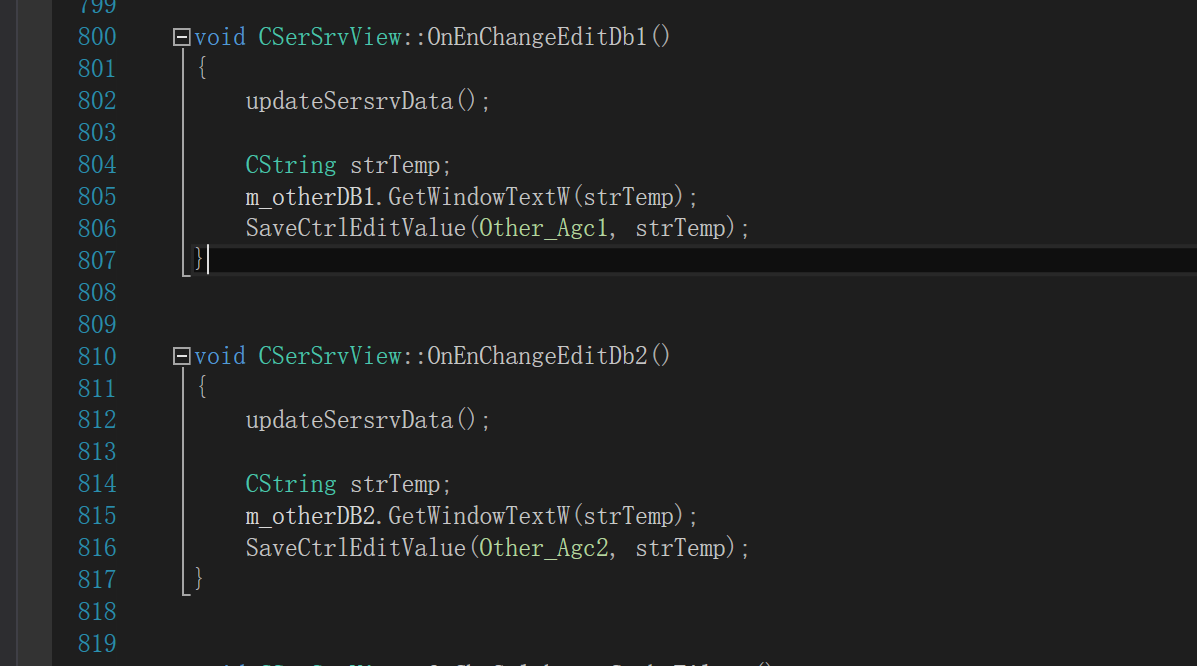 799
800 void CSerSrvView::OnEnChangeEditDb1()
801 {
802 updateSersrvData();
803
804 CString strTemp;
805 m_otherDB1.GetWindowTextW(strTemp);
806 SaveCtrlEditValue(Other_Agc1, strTemp);
807 }
808
809
810 void CSerSrvView::OnEnChangeEditDb2()
811 {
812 updateSersrvData();
813
814 CString strTemp;
815 m_otherDB2.GetWindowTextW(strTemp);
816 SaveCtrlEditValue(Other_Agc2, strTemp);
817 }
818
819